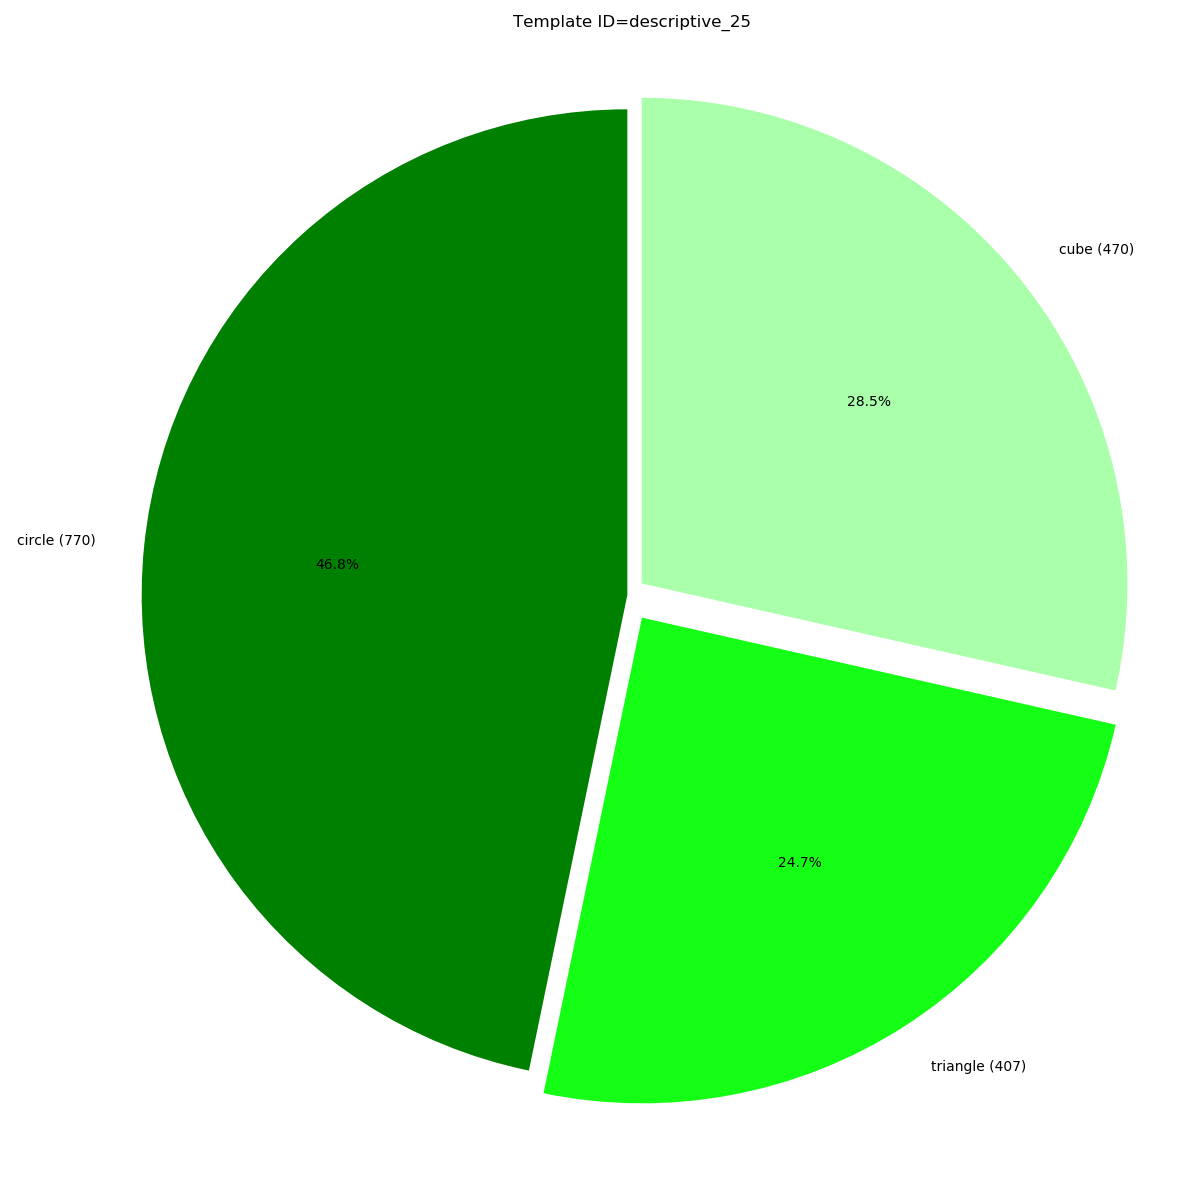 Template ID=descriptive_25
cube (470)
28.5%
circle (770)
46.8%
24.7%
triangle (407)